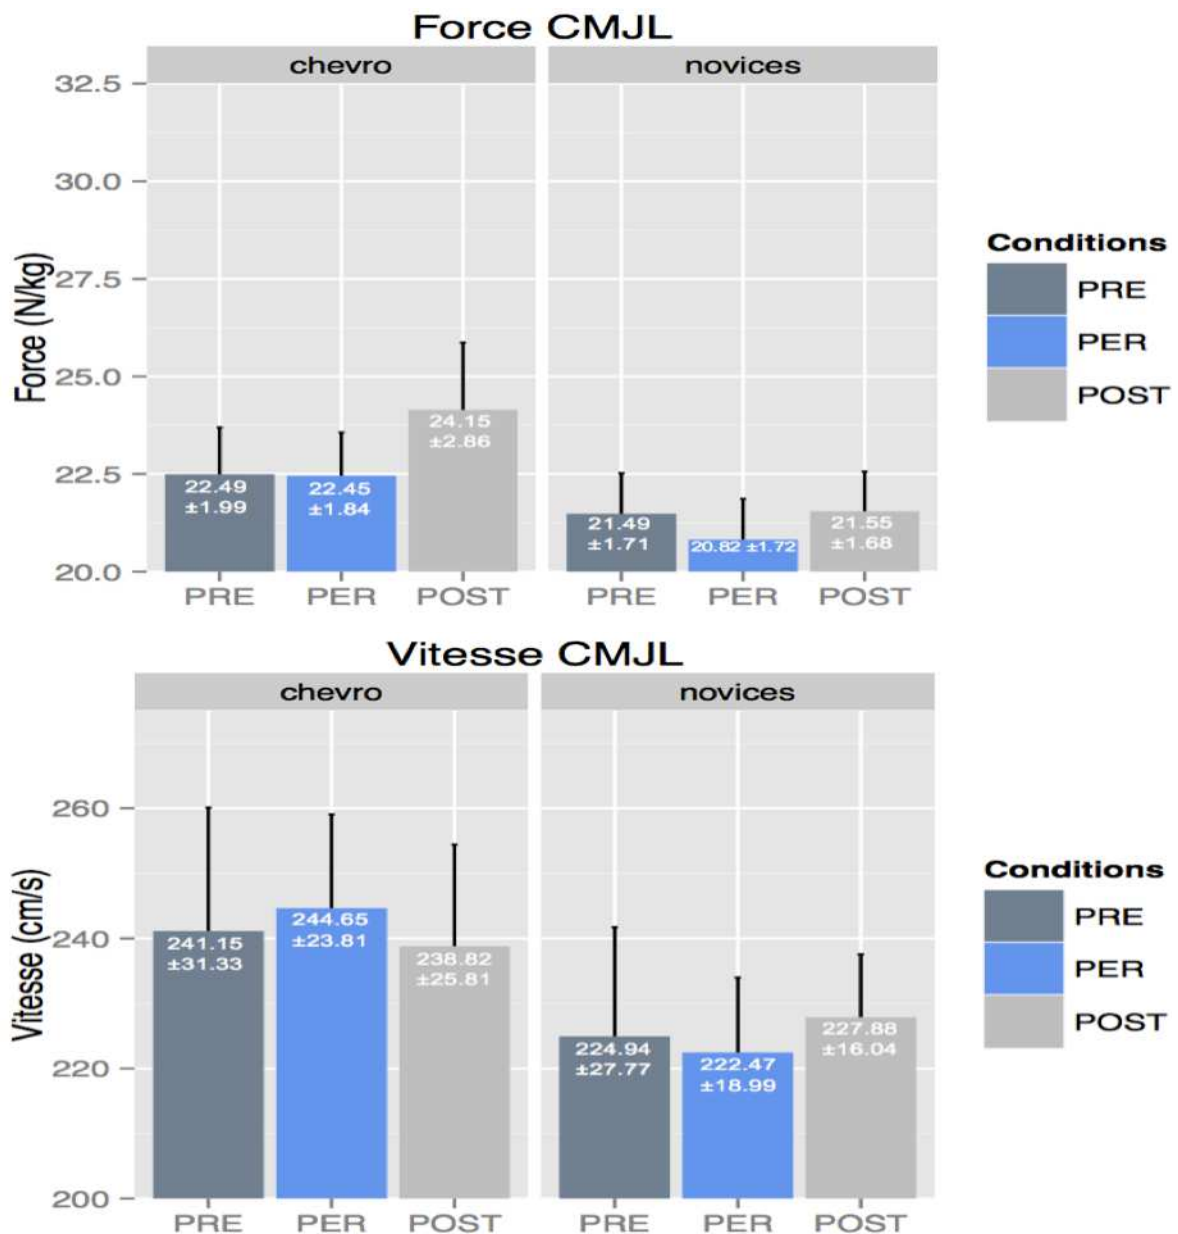 Force CMJL
chevro
novices
32.5
30.0
27.5
25.0
22.5
20.0
Force (N/kg)
22.49
±1.99
22.45
±1.84
24.15
±2.86
21.49
±1.71
20.82 ±1.72
21.55
±1.68
PRE PER POST
PRE PER POST
Conditions
PRE
PER
POST
Vitesse CMJL
chevro
novices
260
240
220
200
Vitesse (cm/s)
241.15
±31.33
244.65
±23.81
238.82
±25.81
224.94
±27.77
222.47
±18.99
227.88
±16.04
PRE PER POST
PRE PER POST
Conditions
PRE
PER
POST